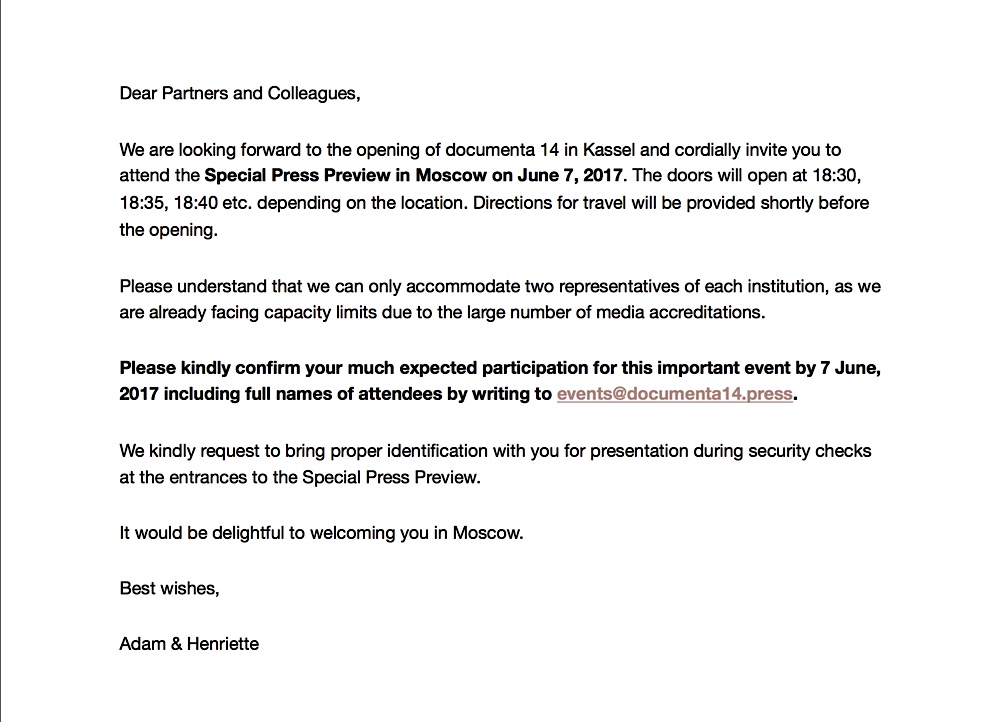 Dear Partners and Colleagues,
We are looking forward to the opening of documenta 14 in Kassel and cordially invite you to
attend the Special Press Preview in Moscow on June 7, 2017. The doors will open at 18:30,
18:35, 18:40 etc. depending on the location. Directions for travel will be provided shortly before
the opening.
Please understand that we can only accommodate two representatives of each institution, as we
are already facing capacity limits due to the large number of media accreditations.
Please kindly confirm your much expected participation for this important event by 7 June,
2017 including full names of attendees by writing to events@documenta14.press.
We kindly request to bring proper identification with you for presentation during security checks
at the entrances to the Special Press Preview.
It would be delightful to welcoming you in Moscow.
Best wishes,
Adam & Henriette